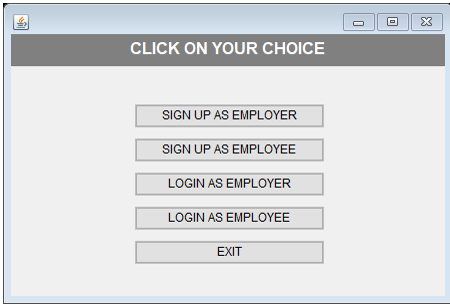 CLICK ON YOUR CHOICE
SIGN UP AS EMPLOYER
SIGN UP AS EMPLOYEE
LOGIN AS EMPLOYER
LOGIN AS EMPLOYEE
EXIT